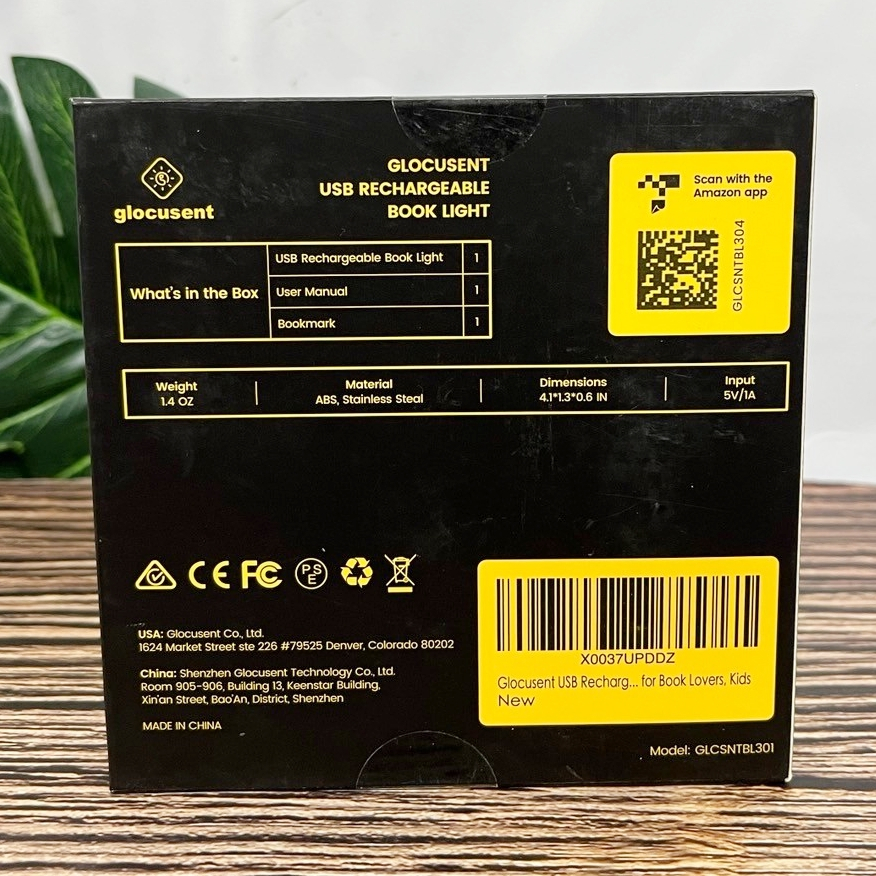 glocusent
GLOCUSENT
USB RECHARGEABLE
BOOK LIGHT
Scan with the
Amazon app
GLCSNTBL304
What's in the Box
USB Rechargeable Book Light 1
User Manual 1
Bookmark 1
Weight
1.4 OZ
Material
ABS, Stainless Steal
Dimensions
4.1*1.3*0.6 IN
Input
5V/1A
CE FC PSE
USA: Glocusent Co., Ltd.
1624 Market Street ste 226 #79525 Denver, Colorado 80202
China: Shenzhen Glocusent Technology Co., Ltd.
Room 905-906, Building 13, Keenstar Building,
Xin'an Street, Bao'An, District, Shenzhen
MADE IN CHINA
X0037UPDDZ
Glocusent USB Recharg... for Book Lovers, Kids
New
Model: GLCSNTBL301